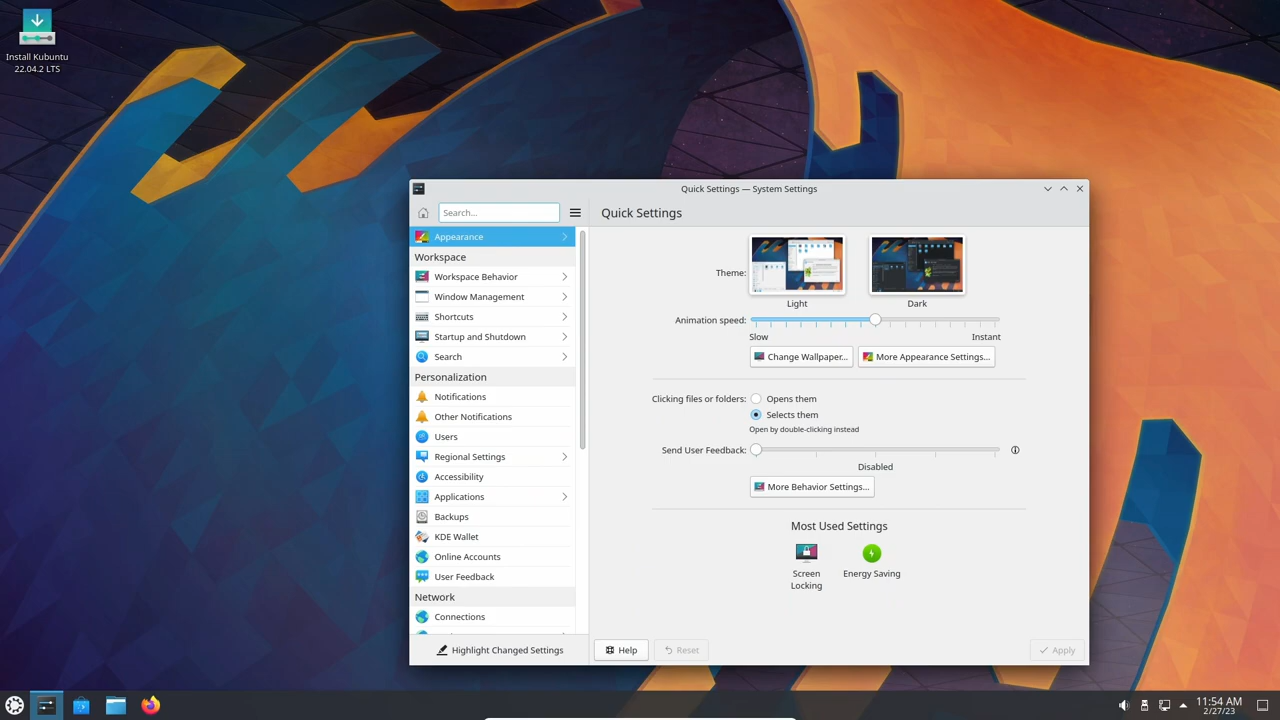 Install Kubuntu
22.04.2 LTS
Quick Settings — System Settings
Search...
Quick Settings
Appearance
Workspace
Workspace Behavior
Window Management
Shortcuts
Startup and Shutdown
Search
Personalization
Notifications
Other Notifications
Users
Regional Settings
Accessibility
Applications
Backups
KDE Wallet
Online Accounts
User Feedback
Network
Connections
Highlight Changed Settings
Theme:
Light
Dark
Animation speed:
Slow
Instant
Change Wallpaper...
More Appearance Settings...
Clicking files or folders:
Opens them
Selects them
Open by double-clicking instead
Send User Feedback:
Disabled
More Behavior Settings...
Most Used Settings
Screen
Locking
Energy Saving
Help
Reset
Apply
11:54 AM
2/27/23